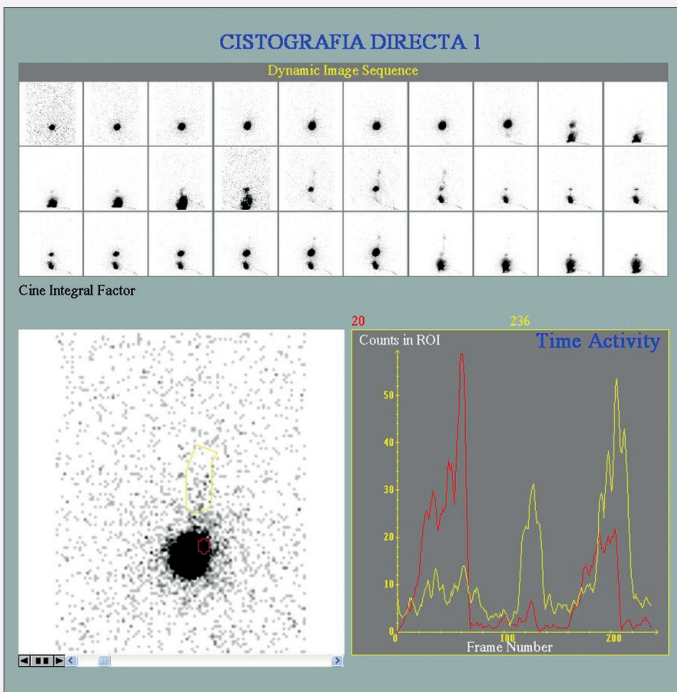 CISTOGRAFIA DIRECTA 1
Dynamic Image Sequence
Cine Integral Factor
20 236
Counts in ROI Time Activity
50
40
30
20
10
0
0 100 200
Frame Number